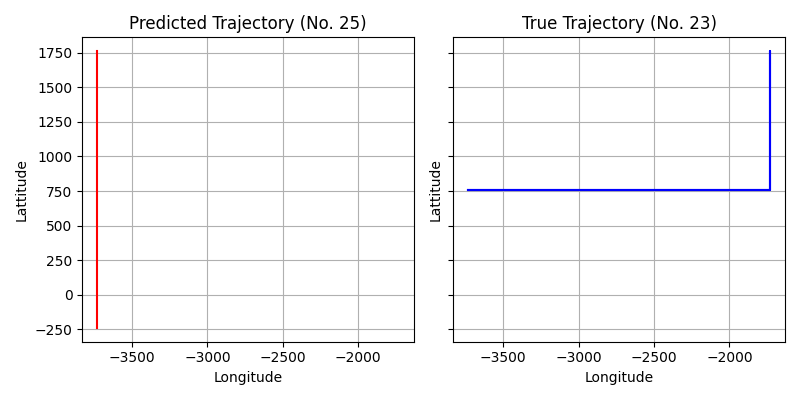 Predicted Trajectory (No. 25)
True Trajectory (No. 23)
Lattitude
1750
1500
1250
1000
750
500
250
0
−250
−3500
−3000
−2500
−2000
Longitude
Lattitude
−3500
−3000
−2500
−2000
Longitude